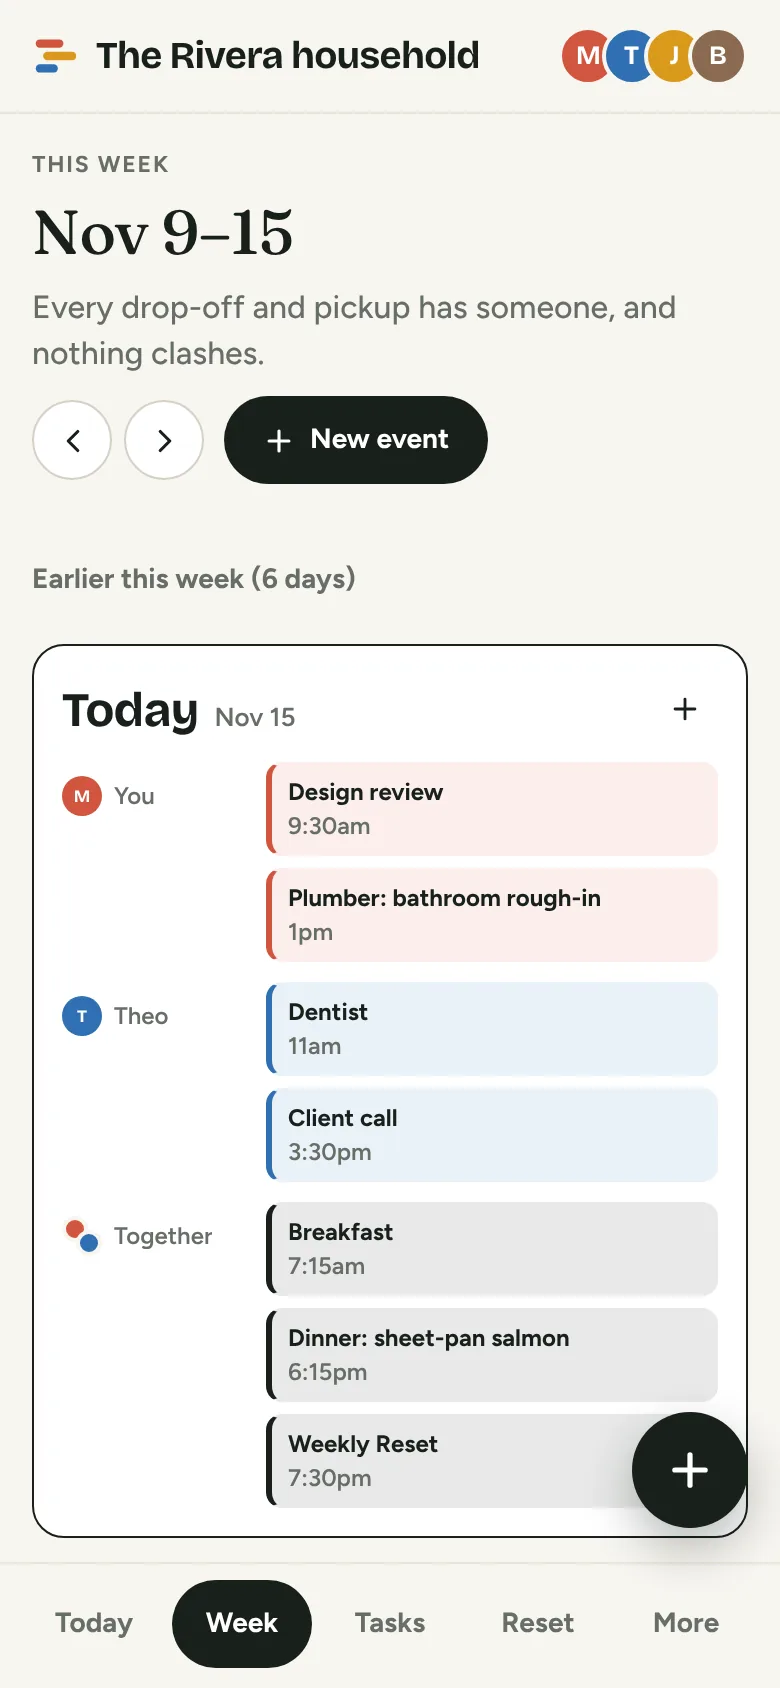 The Rivera household
M T J B
THIS WEEK
Nov 9–15
Every drop-off and pickup has someone, and
nothing clashes.
+ New event
Earlier this week (6 days)
Today Nov 15
M You
Design review
9:30am
Plumber: bathroom rough-in
1pm
T Theo
Dentist
11am
Client call
3:30pm
Together
Breakfast
7:15am
Dinner: sheet-pan salmon
6:15pm
Weekly Reset
7:30pm
Today Week Tasks Reset More